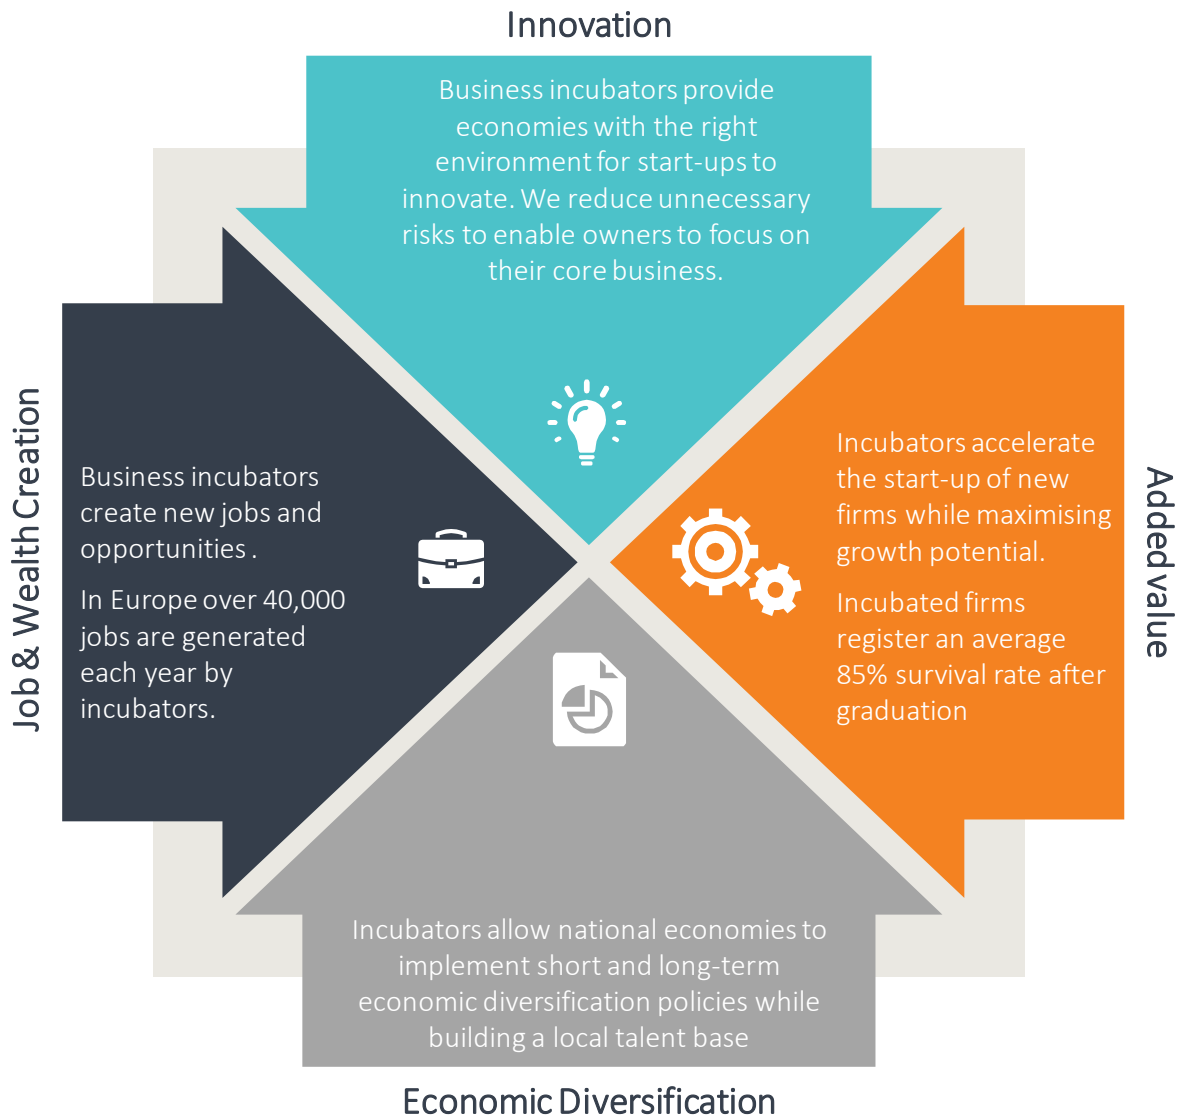 Innovation
Business incubators provide
economies with the right
environment for start-ups to
innovate. We reduce unnecessary
risks to enable owners to focus on
their core business.
Job & Wealth Creation
Business incubators
create new jobs and
opportunities .
In Europe over 40,000
jobs are generated
each year by
incubators.
Incubators accelerate
the start-up of new
firms while maximising
growth potential.
Incubated firms
register an average
85% survival rate after
graduation
Added value
Incubators allow national economies to
implement short and long-term
economic diversification policies while
building a local talent base
Economic Diversification